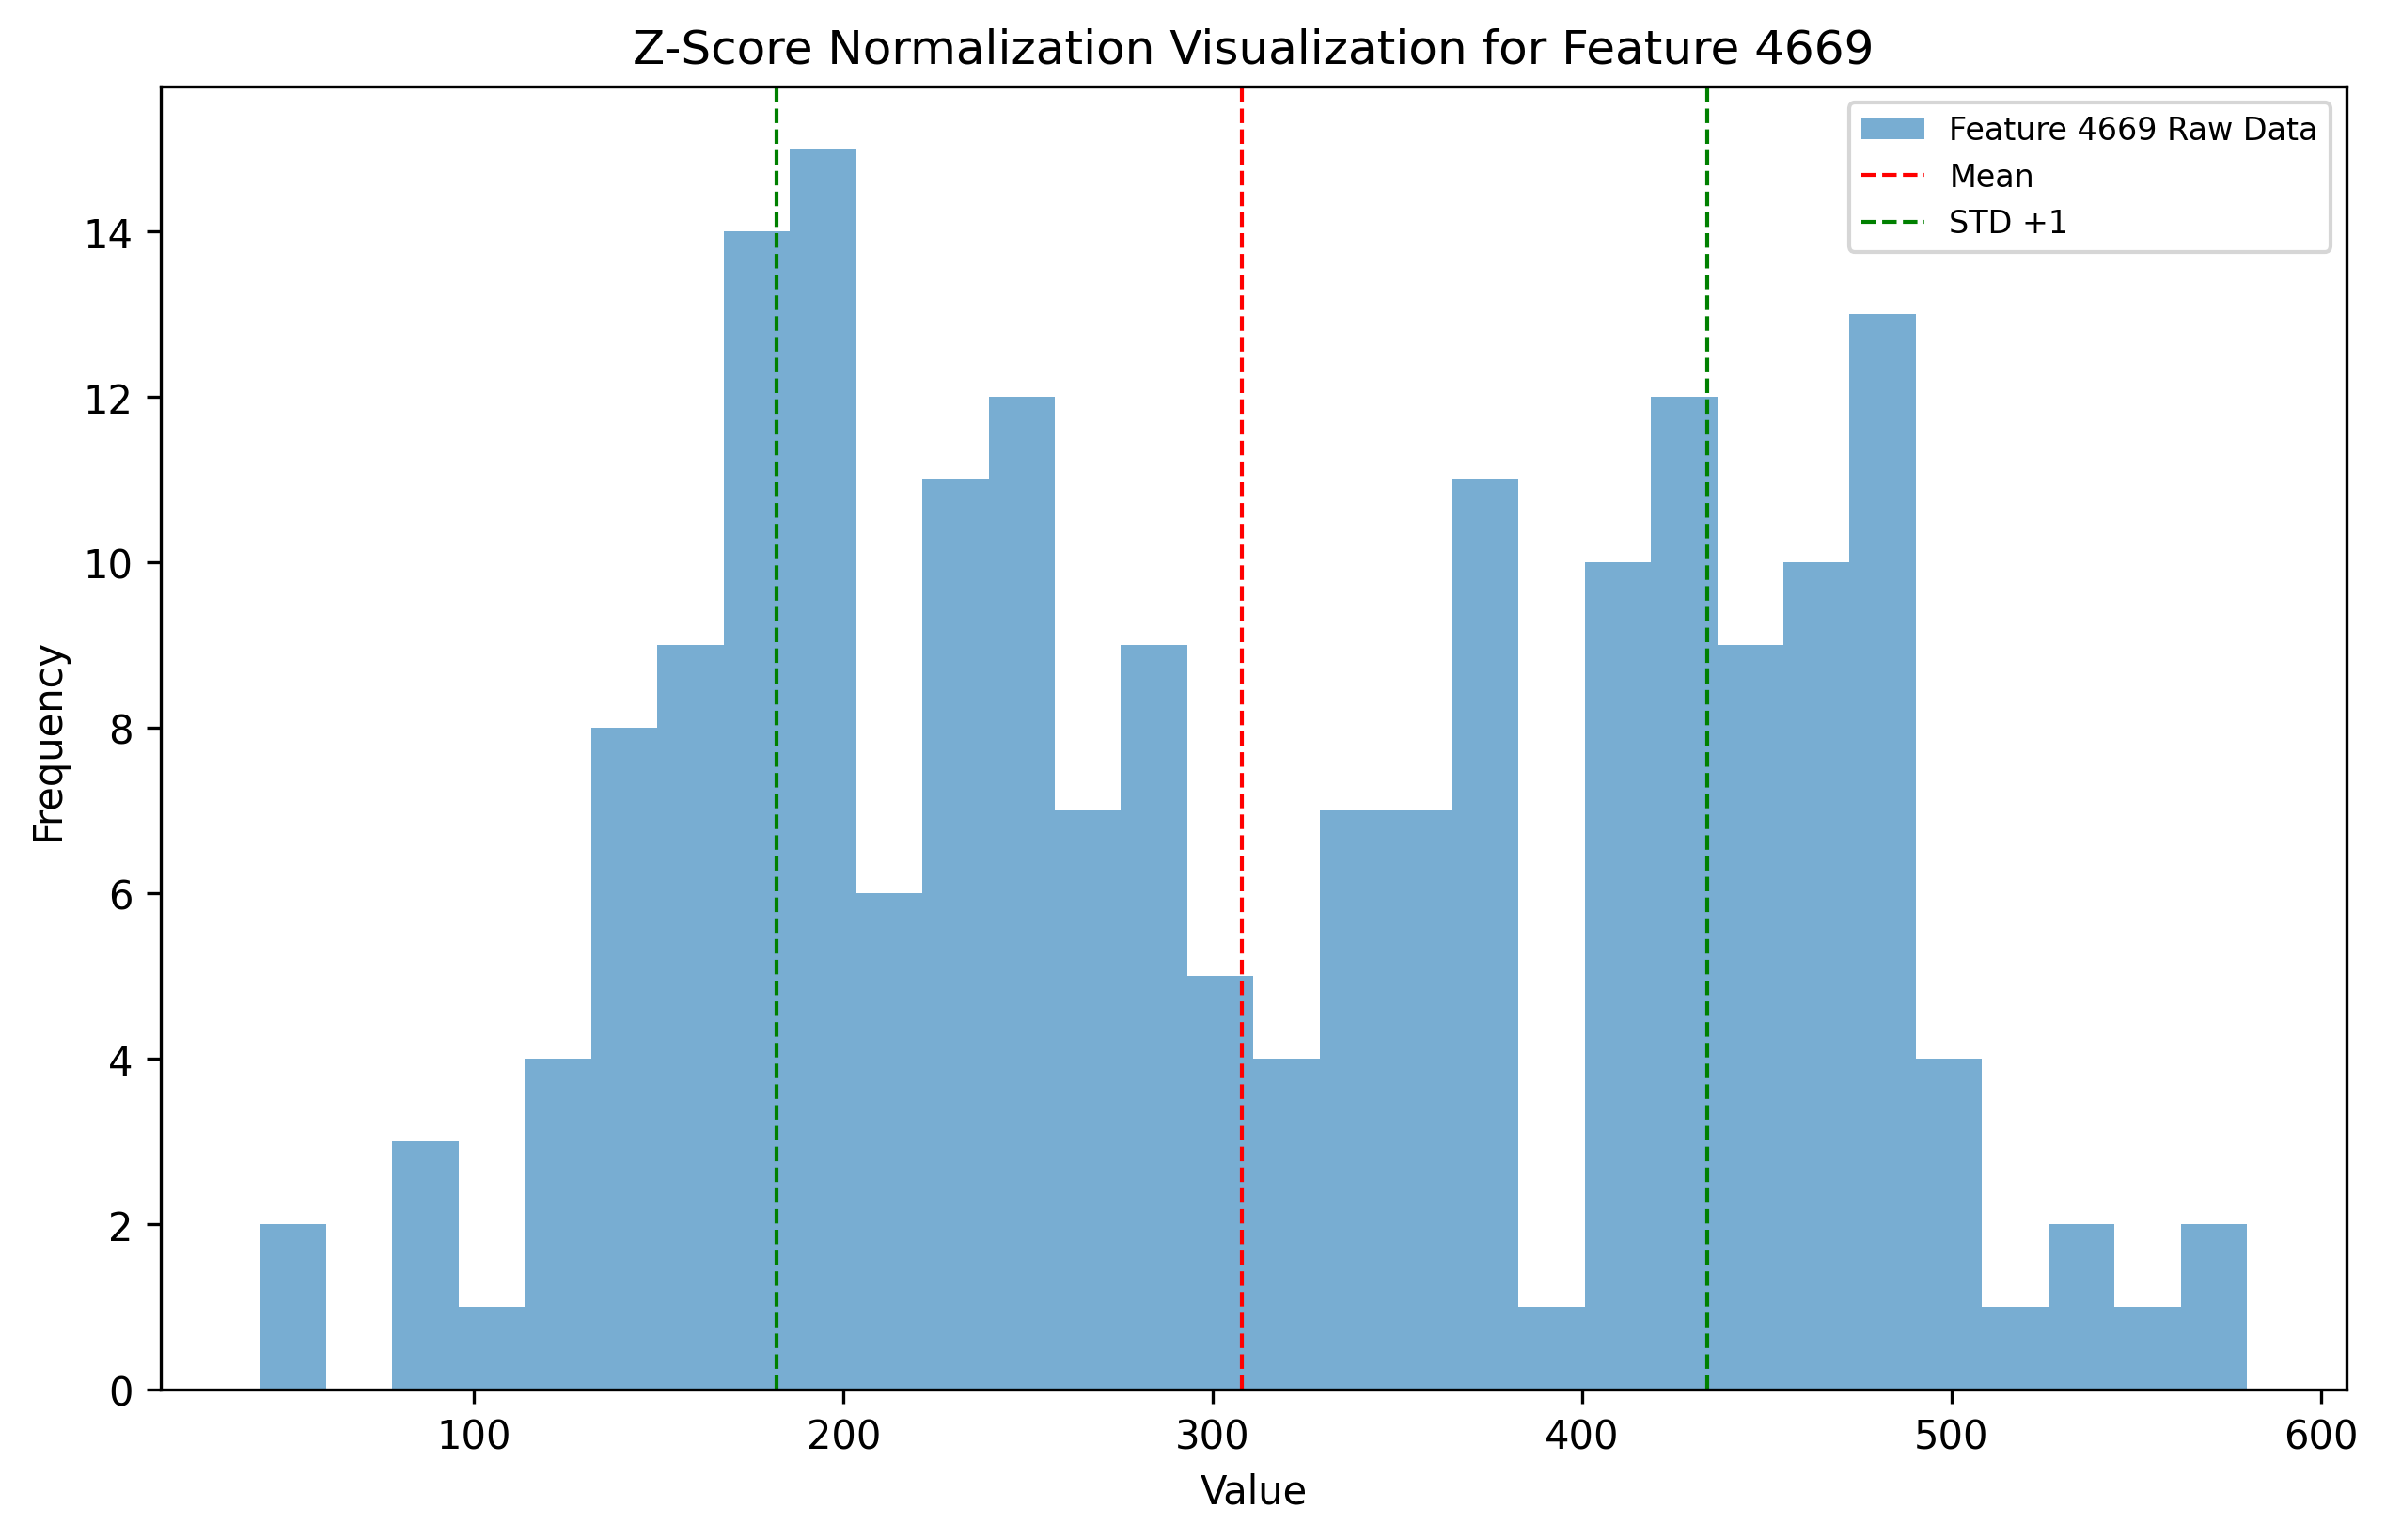 Z-Score Normalization Visualization for Feature 4669
Feature 4669 Raw Data
Mean
STD +1
14
12
10
8
6
4
2
0
Frequency
100 200 300 400 500 600
Value